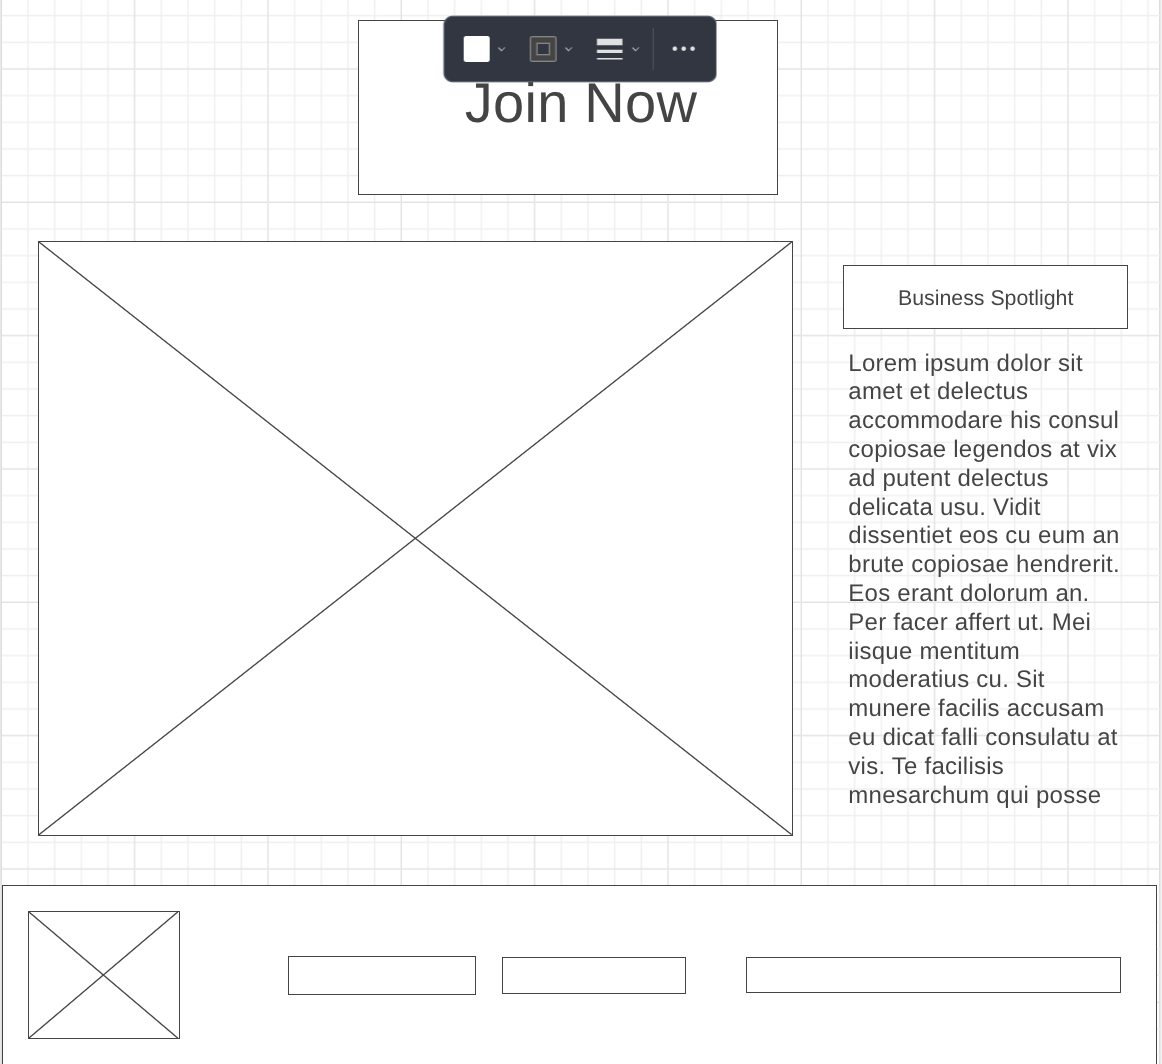 Join Now
Business Spotlight
Lorem ipsum dolor sit
amet et delectus
accommodare his consul
copiosae legendos at vix
ad putent delectus
delicata usu. Vidit
dissentiet eos cu eum an
brute copiosae hendrerit.
Eos erant dolorum an.
Per facer affert ut. Mei
iisque mentitum
moderatius cu. Sit
munere facilis accusam
eu dicat falli consulatu at
vis. Te facilisis
mnesarchum qui posse